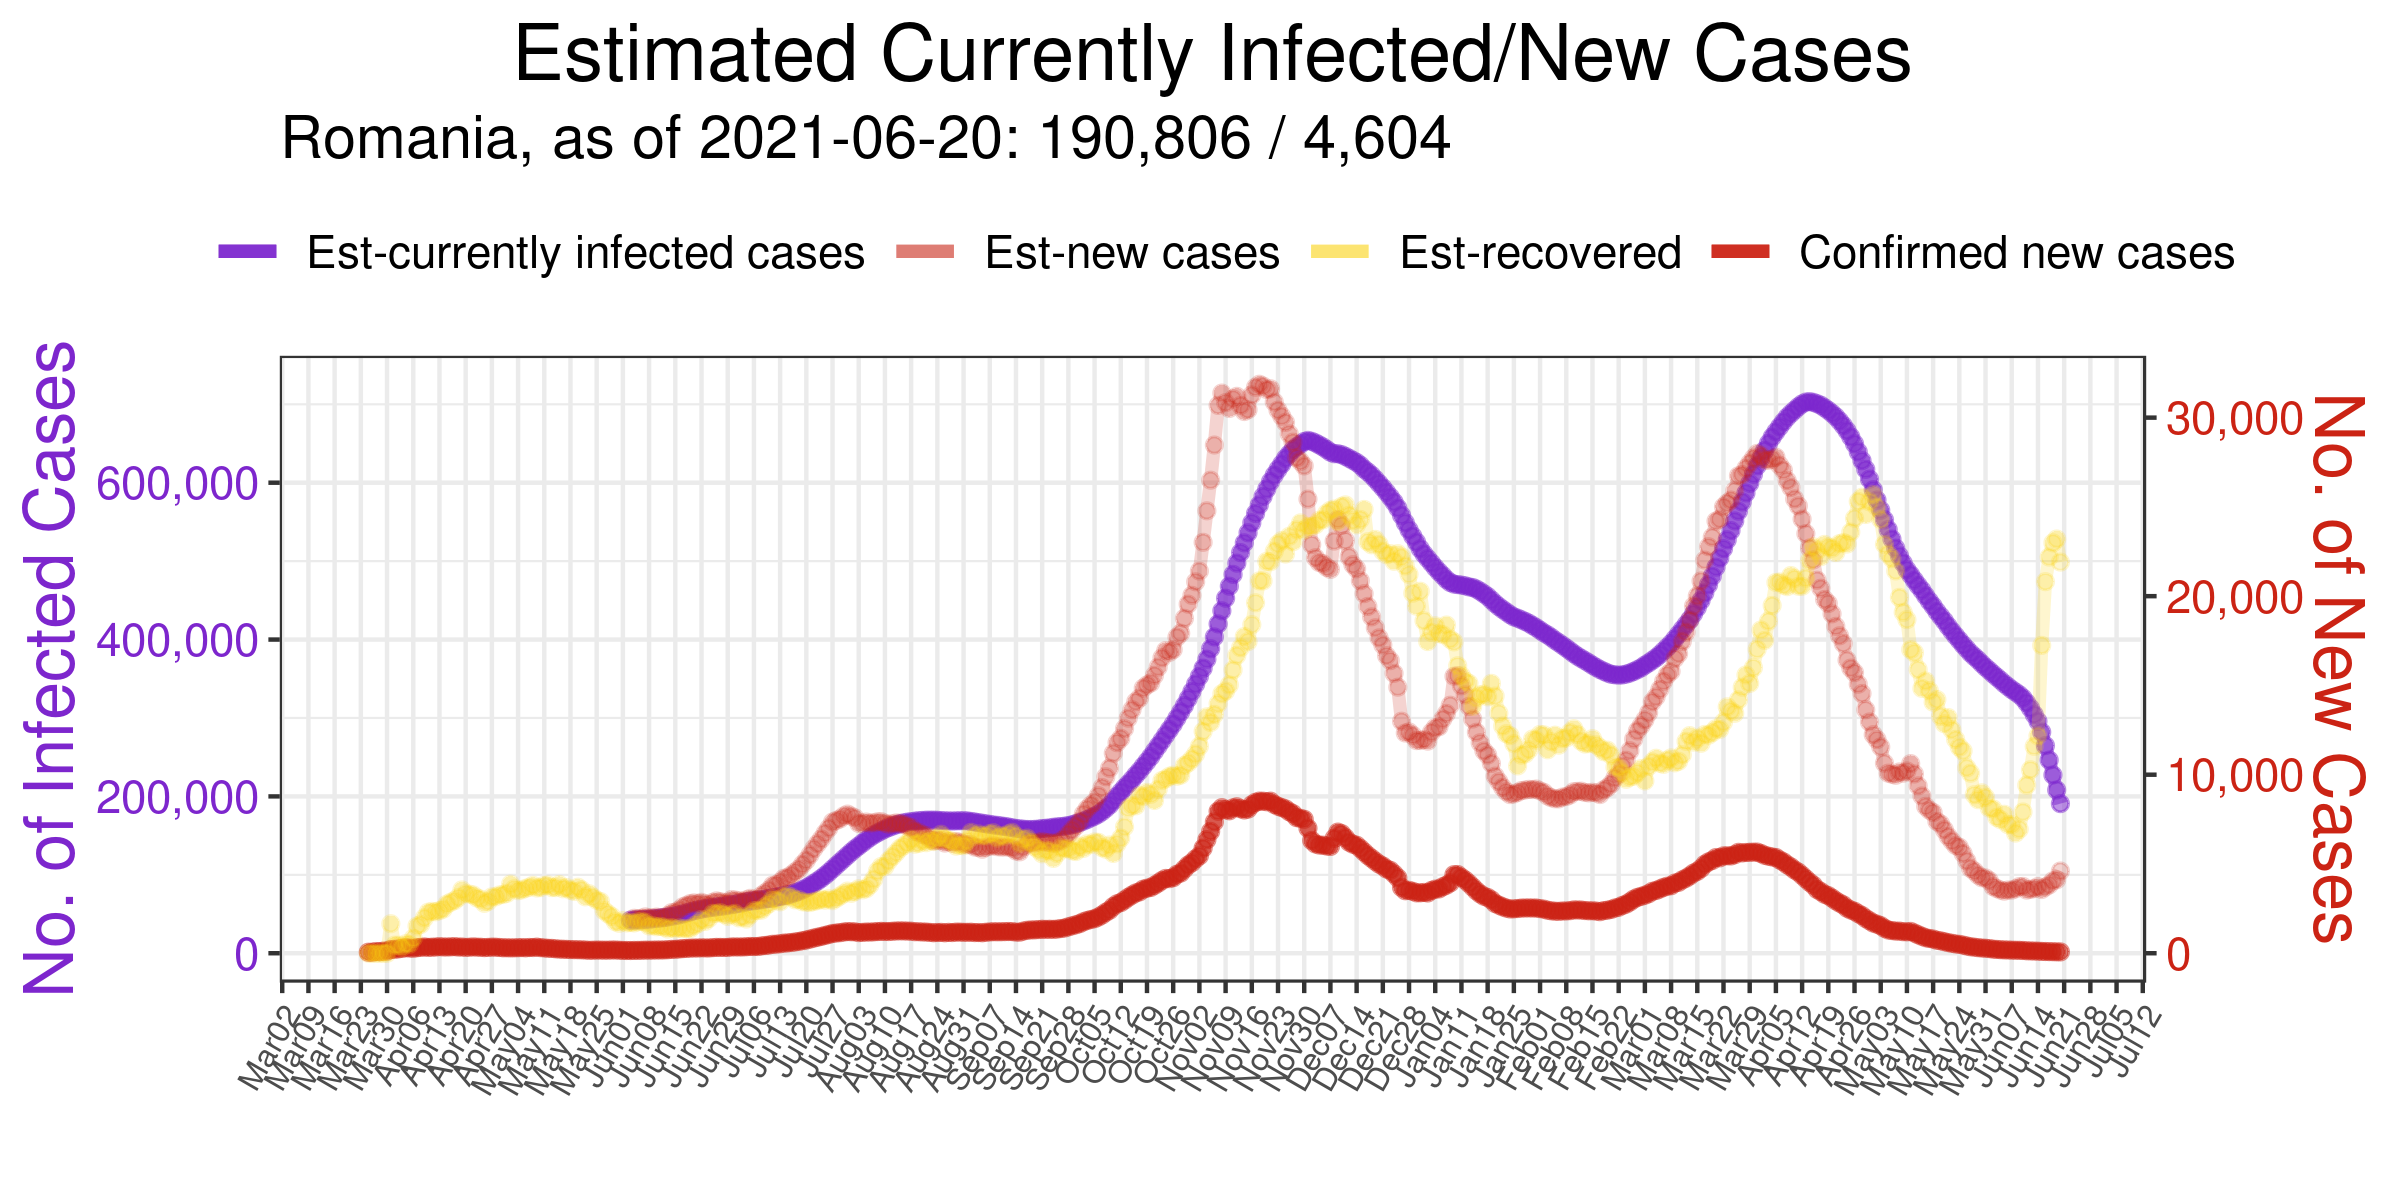 Estimated Currently Infected/New Cases
Romania, as of 2021-06-20: 190,806 / 4,604
Est-currently infected cases
Est-new cases
Est-recovered
Confirmed new cases
No. of Infected Cases
600,000
400,000
200,000
0
30,000
20,000
10,000
0
No. of New Cases
Mar02
Mar09
Mar16
Mar23
Mar30
Apr06
Apr13
Apr20
Apr27
May04
May11
May18
May25
Jun01
Jun08
Jun15
Jun22
Jun29
Jul06
Jul13
Jul20
Jul27
Aug03
Aug10
Aug17
Aug24
Aug31
Sep07
Sep14
Sep21
Sep28
Oct05
Oct12
Oct19
Oct26
Nov02
Nov09
Nov16
Nov23
Nov30
Dec07
Dec14
Dec21
Dec28
Jan04
Jan11
Jan18
Jan25
Feb01
Feb08
Feb15
Feb22
Mar01
Mar08
Mar15
Mar22
Mar29
Apr05
Apr12
Apr19
Apr26
May03
May10
May17
May24
May31
Jun07
Jun14
Jun21
Jun28
Jul05
Jul12